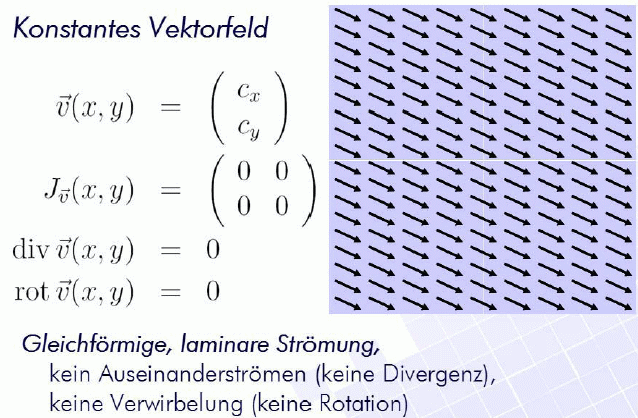 Konstantes Vektorfeld
v⃗(x, y) = ( c_x c_y )
J_v⃗(x, y) = ( 0 0 0 0 )
div v⃗(x, y) = 0
rot v⃗(x, y) = 0
Gleichförmige, laminare Strömung,
kein Auseinanderströmen (keine Divergenz),
keine Verwirbelung (keine Rotation)